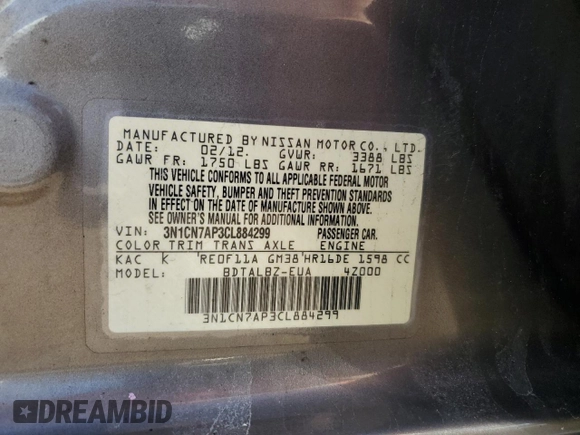 MANUFACTURED BY NISSAN MOTOR CO., LTD.
DATE: 02/12. GVWR: 3388 LBS
GAWR FR: 1750 LBS GAWR RR: 1671 LBS
THIS VEHICLE CONFORMS TO ALL APPLICABLE FEDERAL MOTOR
VEHICLE SAFETY, BUMPER AND THEFT PREVENTION STANDARDS
IN EFFECT ON THE DATE OF MANUFACTURE SHOWN ABOVE.
SEE OWNER'S MANUAL FOR ADDITIONAL INFORMATION.
VIN: 3N1CN7AP3CL884299 PASSENGER CAR.
COLOR TRIM TRANS AXLE ENGINE
KAC K RE0F11A GM38 HR16DE 1598 CC
MODEL: BDTALBZ-EUA 4Z000
3N1CN7AP3CL884299
DREAMBID